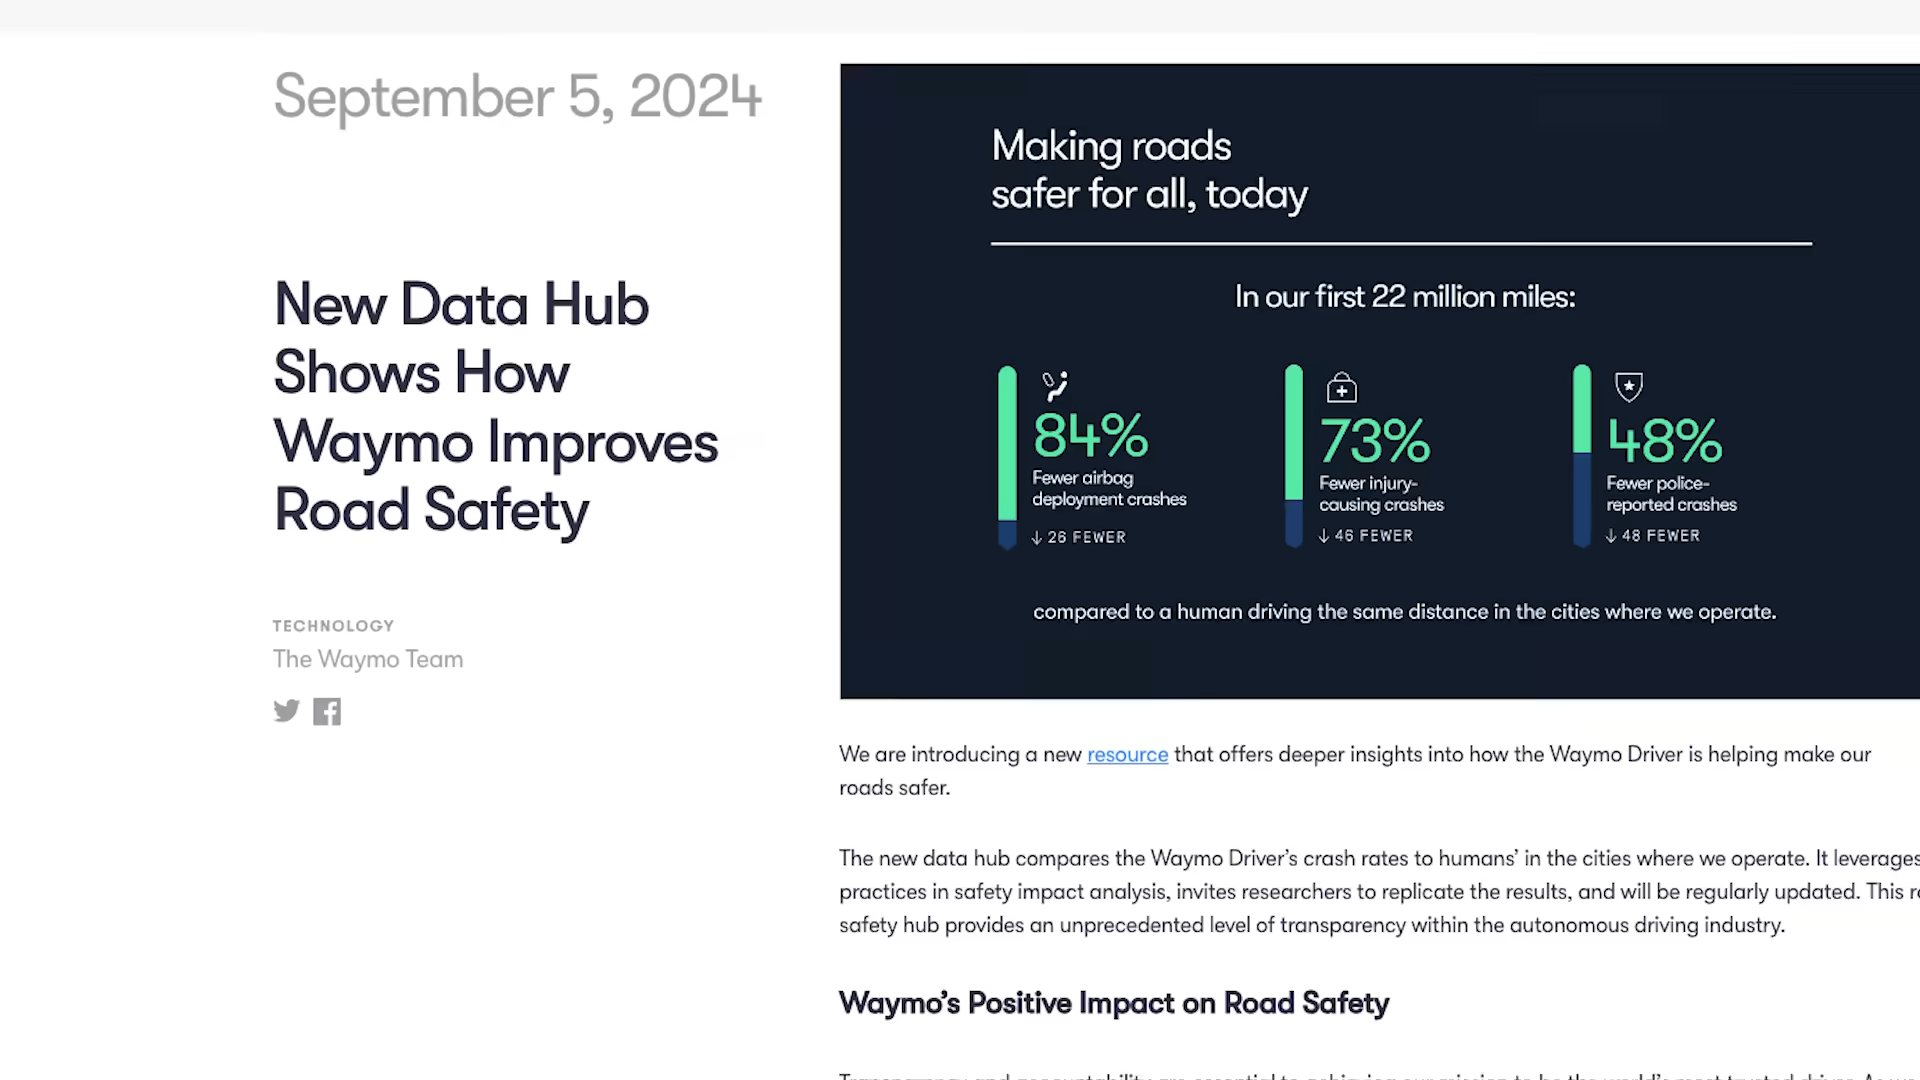 September 5, 2024
New Data Hub
Shows How
Waymo Improves
Road Safety
TECHNOLOGY
The Waymo Team
Making roads
safer for all, today
In our first 22 million miles:
84%
Fewer airbag
deployment crashes
↓ 26 FEWER
73%
Fewer injury-
causing crashes
↓ 46 FEWER
48%
Fewer police-
reported crashes
↓ 48 FEWER
compared to a human driving the same distance in the cities where we operate.
We are introducing a new resource that offers deeper insights into how the Waymo Driver is helping make our
roads safer.
The new data hub compares the Waymo Driver’s crash rates to humans’ in the cities where we operate. It leverages
practices in safety impact analysis, invites researchers to replicate the results, and will be regularly updated. This
safety hub provides an unprecedented level of transparency within the autonomous driving industry.
Waymo’s Positive Impact on Road Safety